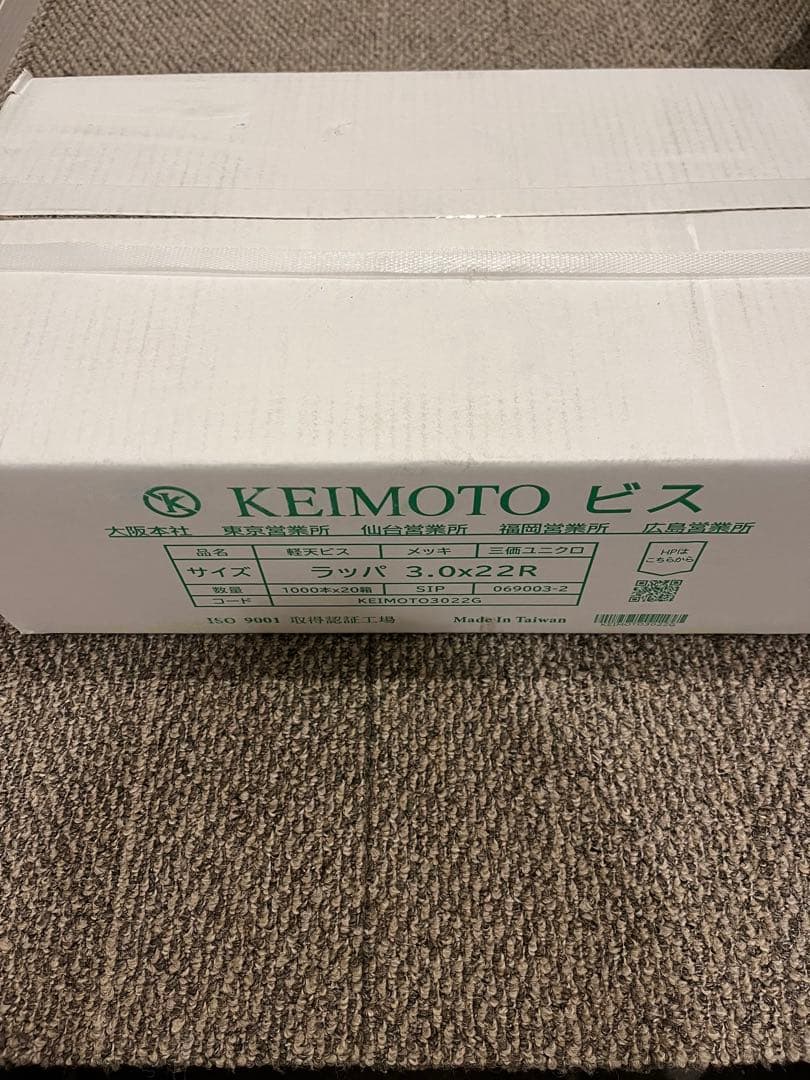 KEIMOTO ビス
大阪本社 東京営業所 仙台営業所 福岡営業所 広島営業所
品名 軽天ビス メッキ 三価ユニクロ
サイズ ラッパ 3.0x22R
数量 1000本x20箱 SIP 069003-2
コード KEIMOTO3022G
HPは
こちらから
ISO 9001 取得認証工場 Made In Taiwan
KEIMOTO3022G